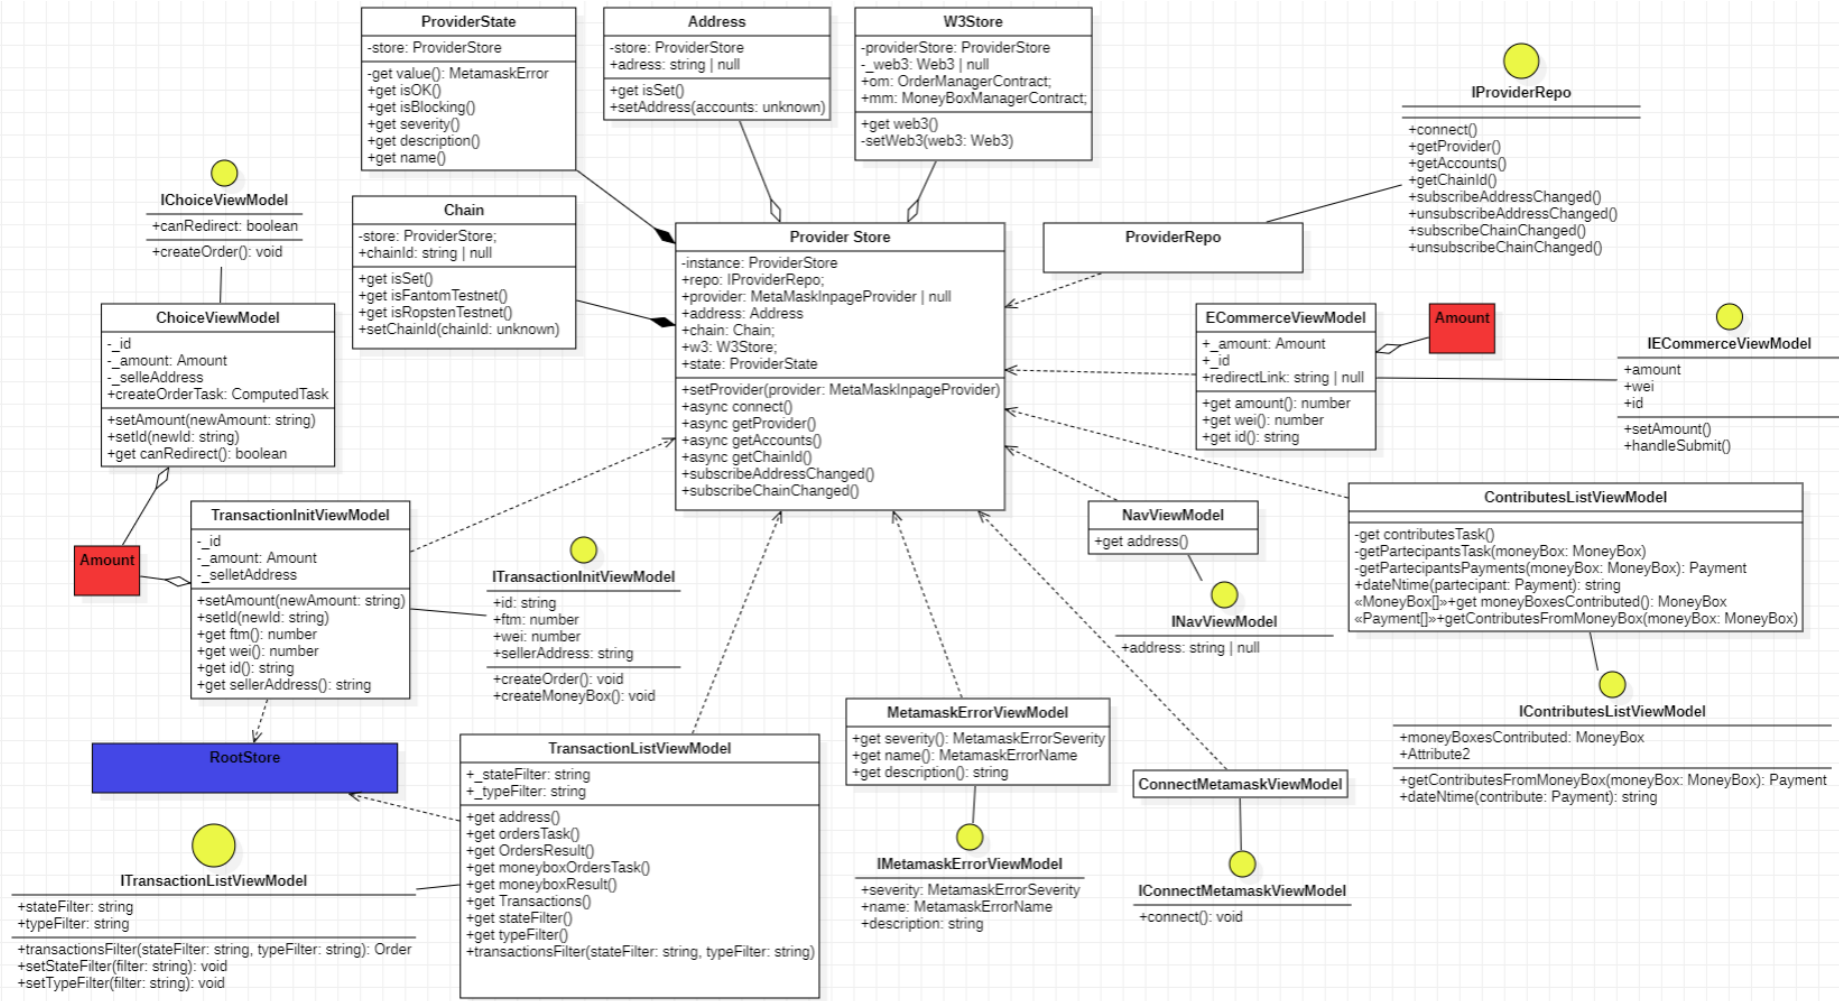 ProviderState
-store: ProviderStore
-get value(): MetamaskError
+get isOK()
+get isBlocking()
+get severity()
+get description()
+get name()
Address
-store: ProviderStore
+adress: string | null
+get isSet()
+setAddress(accounts: unknown)
W3Store
-providerStore: ProviderStore
-_web3: Web3 | null
+om: OrderManagerContract;
+mm: MoneyBoxManagerContract;
+get web3()
-setWeb3(web3: Web3)
IProviderRepo
+connect()
+getProvider()
+getAccounts()
+getChainId()
+subscribeAddressChanged()
+unsubscribeAddressChanged()
+subscribeChainChanged()
+unsubscribeChainChanged()
IChoiceViewModel
+canRedirect: boolean
+createOrder(): void
Chain
-store: ProviderStore;
+chainId: string | null
+get isSet()
+get isFantomTestnet()
+get isRopstenTestnet()
+setChainId(chainId: unknown)
Provider Store
-instance: ProviderStore
+repo: IProviderRepo;
+provider: MetaMaskInpageProvider | null
+address: Address
+chain: Chain;
+w3: W3Store;
+state: ProviderState
+setProvider(provider: MetaMaskInpageProvider)
+async connect()
+async getProvider()
+async getAccounts()
+async getChainId()
+subscribeAddressChanged()
+subscribeChainChanged()
ProviderRepo
ChoiceViewModel
-_id
-_amount: Amount
-_selleAddress
+createOrderTask: ComputedTask
+setAmount(newAmount: string)
+setId(newId: string)
+get canRedirect(): boolean
ECommerceViewModel
+_amount: Amount
+_id
+redirectLink: string | null
+get amount(): number
+get wei(): number
+get id(): string
Amount
IECommerceViewModel
+amount
+wei
+id
+setAmount()
+handleSubmit()
Amount
TransactionInitViewModel
-_id
-_amount: Amount
-_selletAddress
+setAmount(newAmount: string)
+setId(newId: string)
+get ftm(): number
+get wei(): number
+get id(): string
+get sellerAddress(): string
ITransactionInitViewModel
+id: string
+ftm: number
+wei: number
+sellerAddress: string
+createOrder(): void
+createMoneyBox(): void
NavViewModel
+get address()
INavViewModel
+address: string | null
ContributesListViewModel
-get contributesTask()
-getPartecipantsTask(moneyBox: MoneyBox)
-getPartecipantsPayments(moneyBox: MoneyBox): Payment
+dateNtime(partecipant: Payment): string
«MoneyBox[]»+get moneyBoxesContributed(): MoneyBox
«Payment[]»+getContributesFromMoneyBox(moneyBox: MoneyBox)
IContributesListViewModel
+moneyBoxesContributed: MoneyBox
+Attribute2
+getContributesFromMoneyBox(moneyBox: MoneyBox): Payment
+dateNtime(contribute: Payment): string
RootStore
TransactionListViewModel
+_stateFilter: string
+_typeFilter: string
+get address()
+get ordersTask()
+get OrdersResult()
+get moneyboxOrdersTask()
+get moneyboxResult()
+get Transactions()
+get stateFilter()
+get typeFilter()
+transactionsFilter(stateFilter: string, typeFilter: string)
MetamaskErrorViewModel
+get severity(): MetamaskErrorSeverity
+get name(): MetamaskErrorName
+get description(): string
IMetamaskErrorViewModel
+severity: MetamaskErrorSeverity
+name: MetamaskErrorName
+description: string
ConnectMetamaskViewModel
IConnectMetamaskViewModel
+connect(): void
ITransactionListViewModel
+stateFilter: string
+typeFilter: string
+transactionsFilter(stateFilter: string, typeFilter: string): Order
+setStateFilter(filter: string): void
+setTypeFilter(filter: string): void